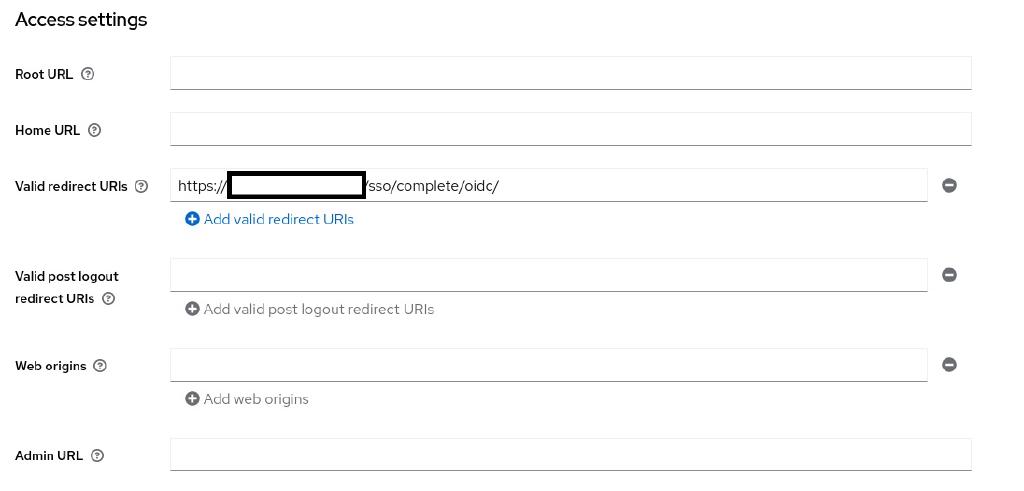 Access settings
Root URL
Home URL
Valid redirect URIs
https:// /sso/complete/oidc/
Add valid redirect URIs
Valid post logout
redirect URIs
Add valid post logout redirect URIs
Web origins
Add web origins
Admin URL